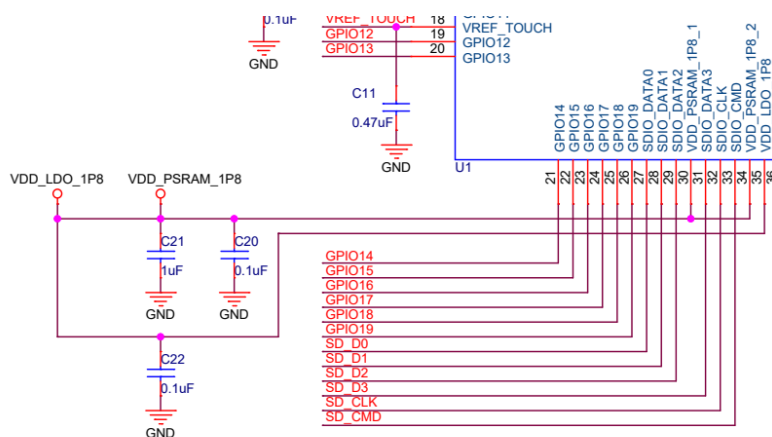 0.1uF
GND
VREF_TOUCH
GPIO12
GPIO13
18
19
20
VREF_TOUCH
GPIO12
GPIO13
C11
0.47uF
GND
GPIO14
GPIO15
GPIO16
GPIO17
GPIO18
GPIO19
SDIO_DATA0
SDIO_DATA1
SDIO_DATA2
VDD_PSRAM_1P8_1
SDIO_DATA3
SDIO_CLK
SDIO_CMD
VDD_PSRAM_1P8_2
VDD_LDO_1P8
U1
21
22
23
24
25
26
27
28
29
30
31
32
33
34
35
36
VDD_LDO_1P8
VDD_PSRAM_1P8
C21
1uF
GND
C20
0.1uF
GND
C22
0.1uF
GND
GPIO14
GPIO15
GPIO16
GPIO17
GPIO18
GPIO19
SD_D0
SD_D1
SD_D2
SD_D3
SD_CLK
SD_CMD